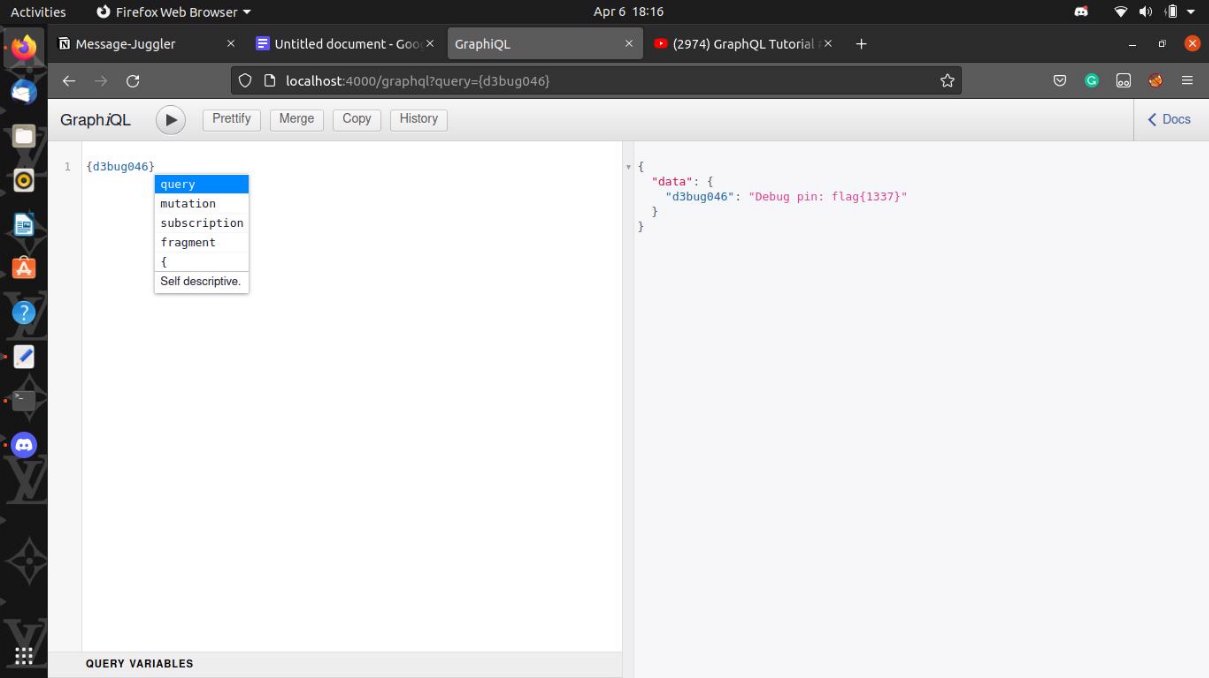 Activities
Firefox Web Browser
Apr 6 18:16
Message-Juggler
Untitled document - Goo
GraphiQL
(2974) GraphQL Tutorial
localhost:4000/graphql?query={d3bug046}
GraphiQL
Prettify
Merge
Copy
History
Docs
1
{d3bug046}
query
mutation
subscription
fragment
{
Self descriptive.
{
"data": {
"d3bug046": "Debug pin: flag{1337}"
}
}
QUERY VARIABLES